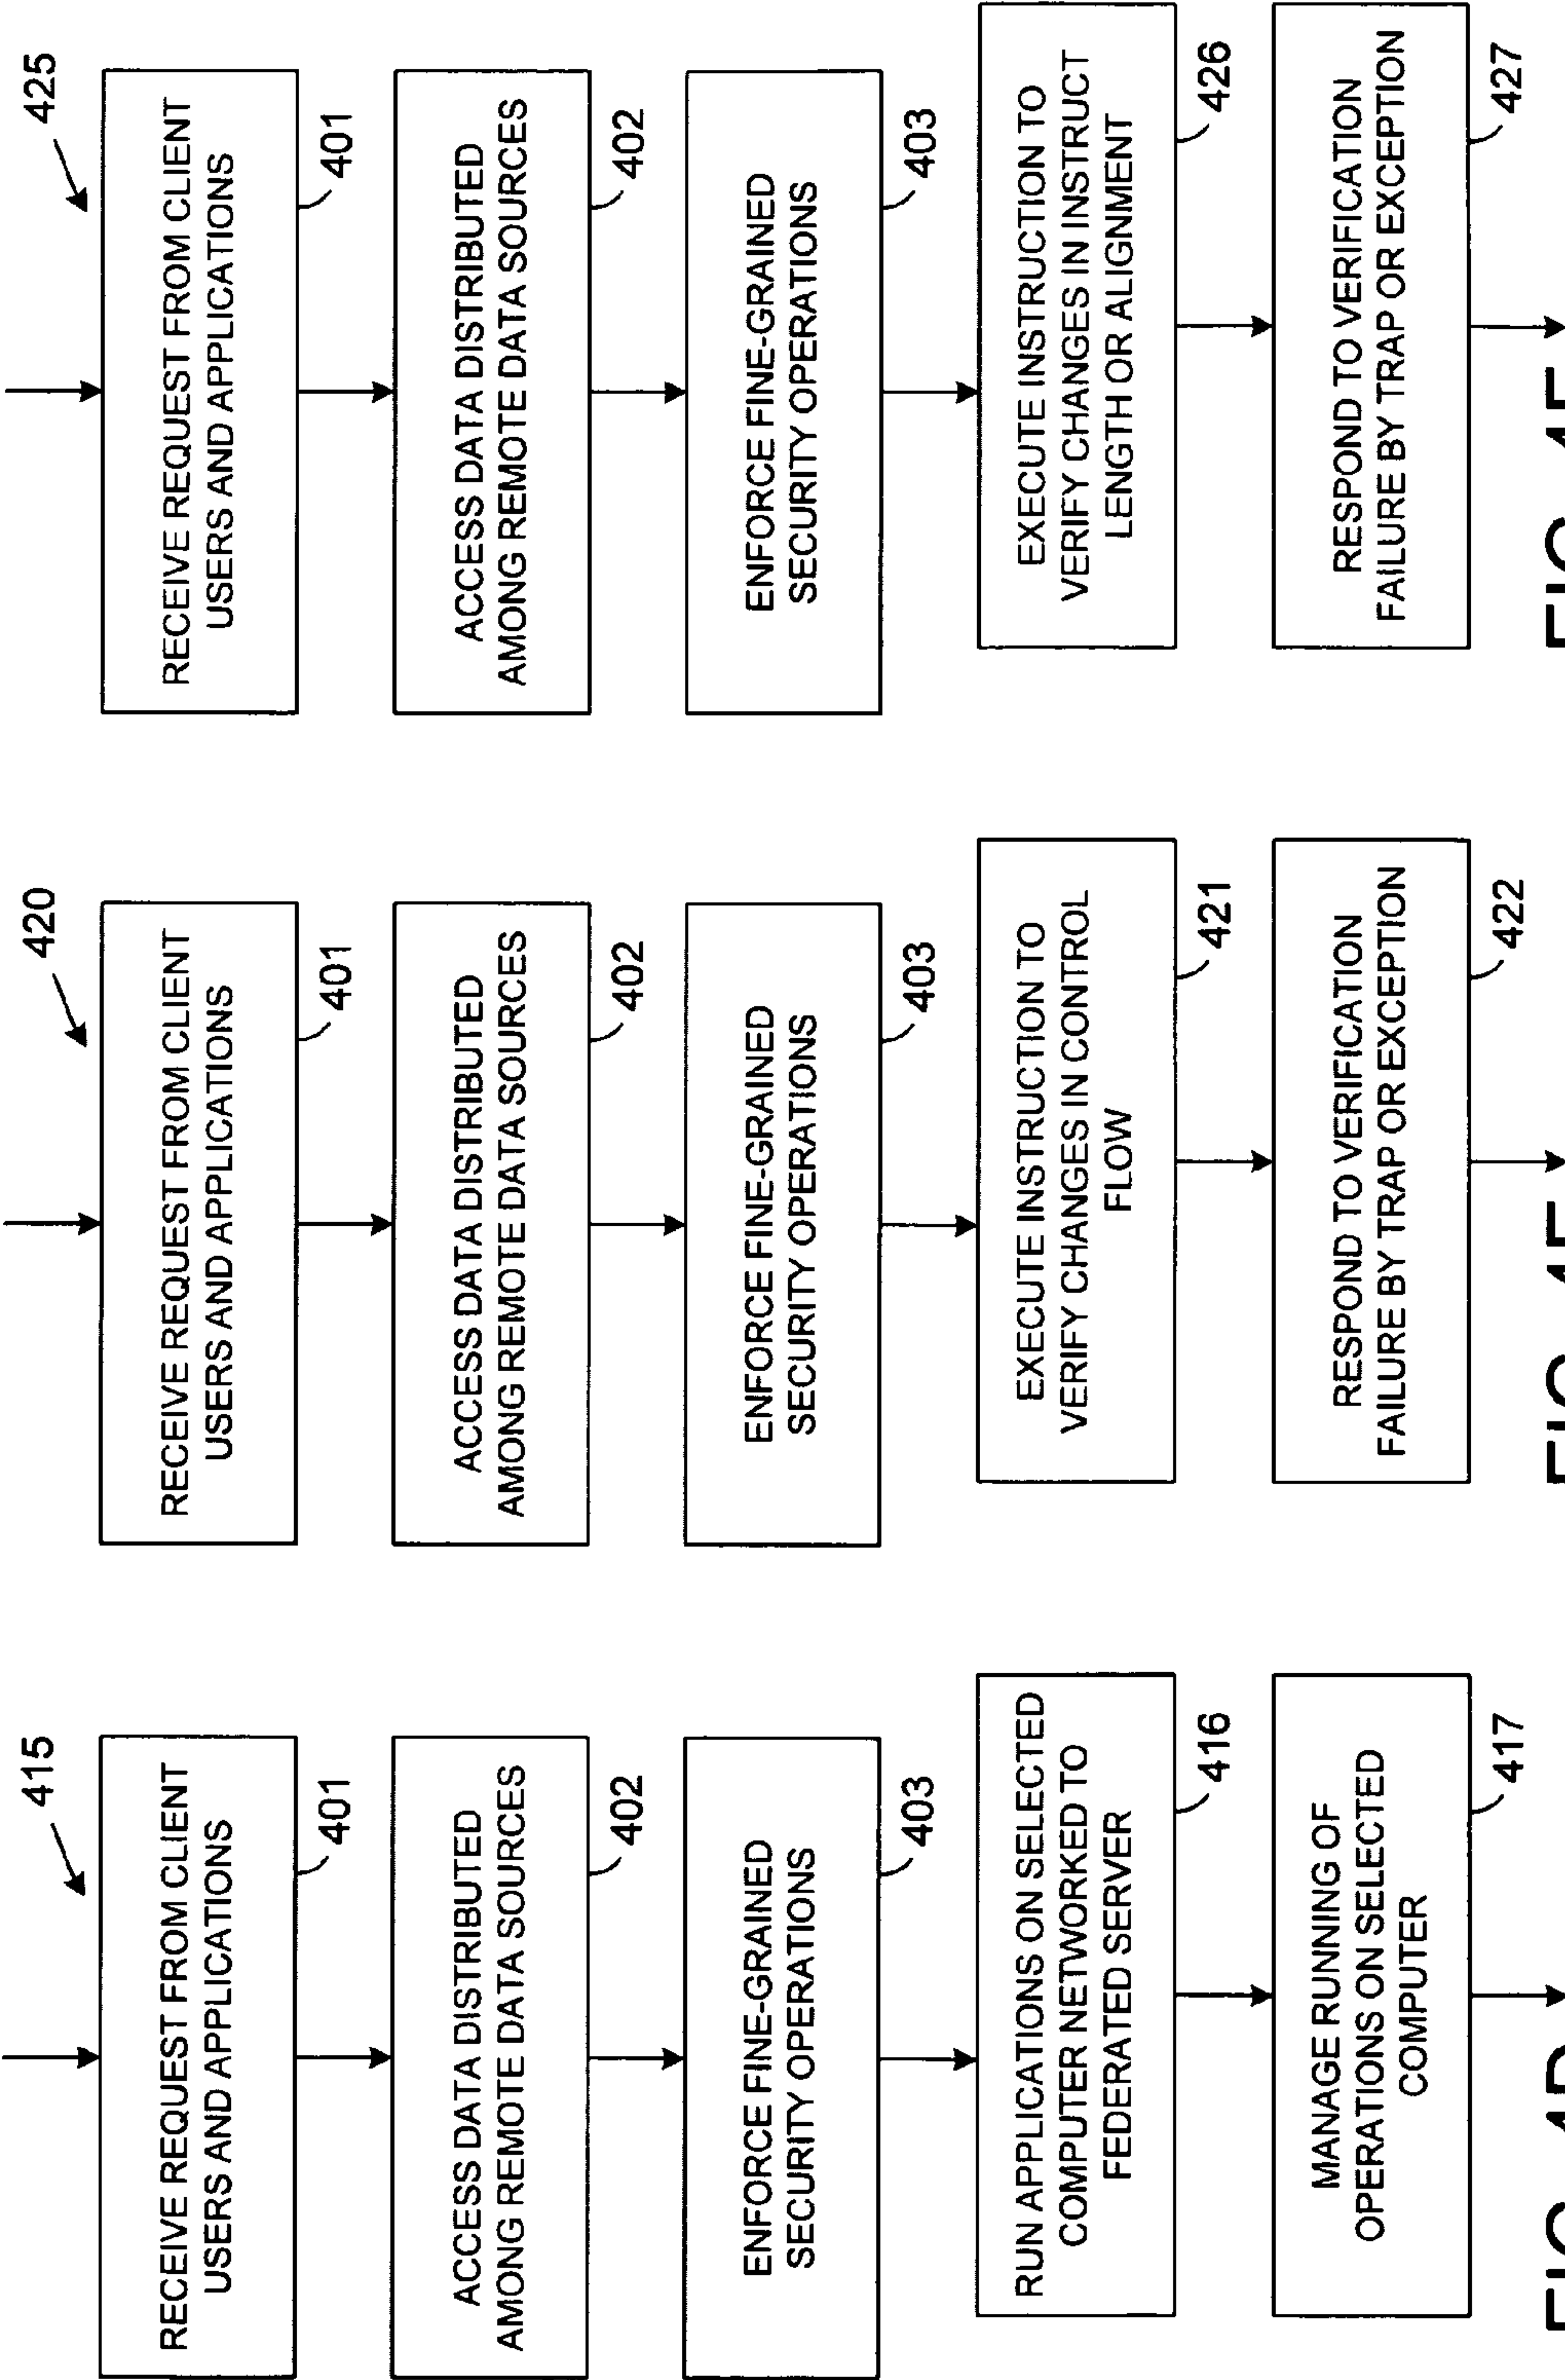 415
RECEIVE REQUEST FROM CLIENT
USERS AND APPLICATIONS
401
ACCESS DATA DISTRIBUTED
AMONG REMOTE DATA SOURCES
402
ENFORCE FINE-GRAINED
SECURITY OPERATIONS
403
RUN APPLICATIONS ON SELECTED
COMPUTER NETWORKED TO
FEDERATED SERVER
416
MANAGE RUNNING OF
OPERATIONS ON SELECTED
COMPUTER
417
420
RECEIVE REQUEST FROM CLIENT
USERS AND APPLICATIONS
401
ACCESS DATA DISTRIBUTED
AMONG REMOTE DATA SOURCES
402
ENFORCE FINE-GRAINED
SECURITY OPERATIONS
403
EXECUTE INSTRUCTION TO
VERIFY CHANGES IN CONTROL
FLOW
421
RESPOND TO VERIFICATION
FAILURE BY TRAP OR EXCEPTION
422
425
RECEIVE REQUEST FROM CLIENT
USERS AND APPLICATIONS
401
ACCESS DATA DISTRIBUTED
AMONG REMOTE DATA SOURCES
402
ENFORCE FINE-GRAINED
SECURITY OPERATIONS
403
EXECUTE INSTRUCTION TO
VERIFY CHANGES IN INSTRUCT
LENGTH OR ALIGNMENT
426
RESPOND TO VERIFICATION
FAILURE BY TRAP OR EXCEPTION
427